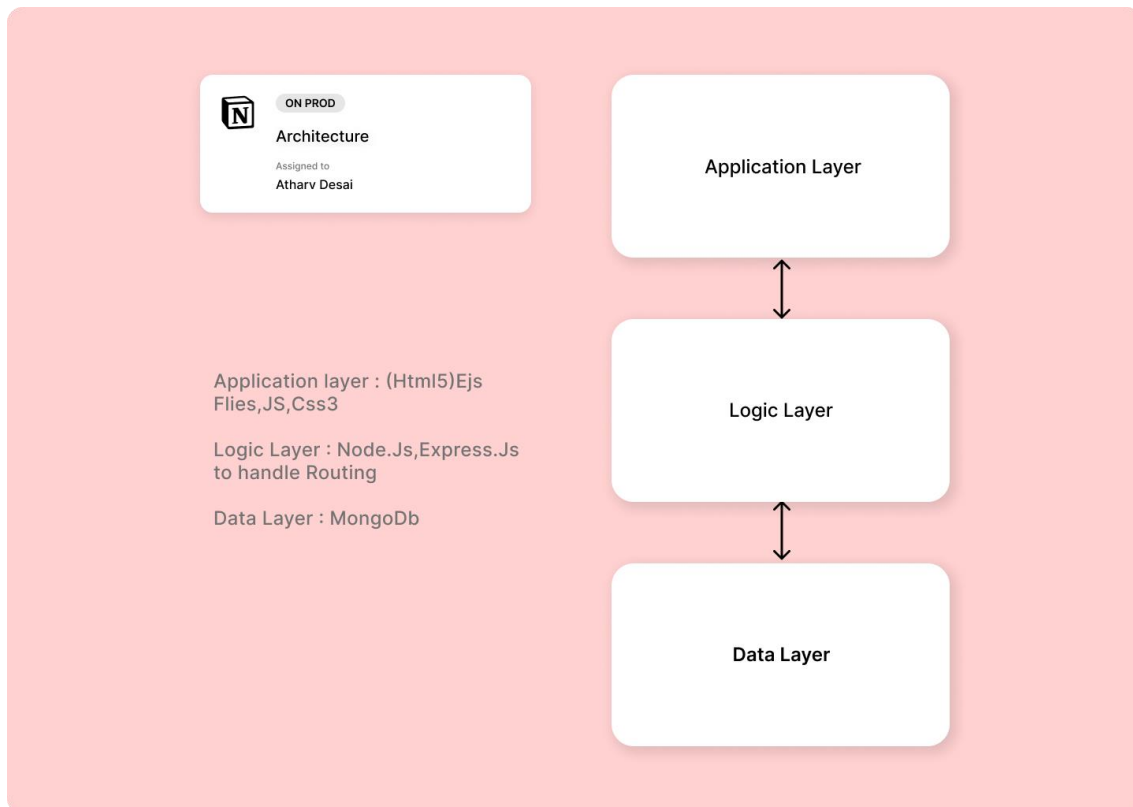 N
ON PROD
Architecture
Assigned to
Atharv Desai
Application Layer
Logic Layer
Data Layer
Application layer : (Html5)Ejs
Flies,JS,Css3
Logic Layer : Node.Js,Express.Js
to handle Routing
Data Layer : MongoDb